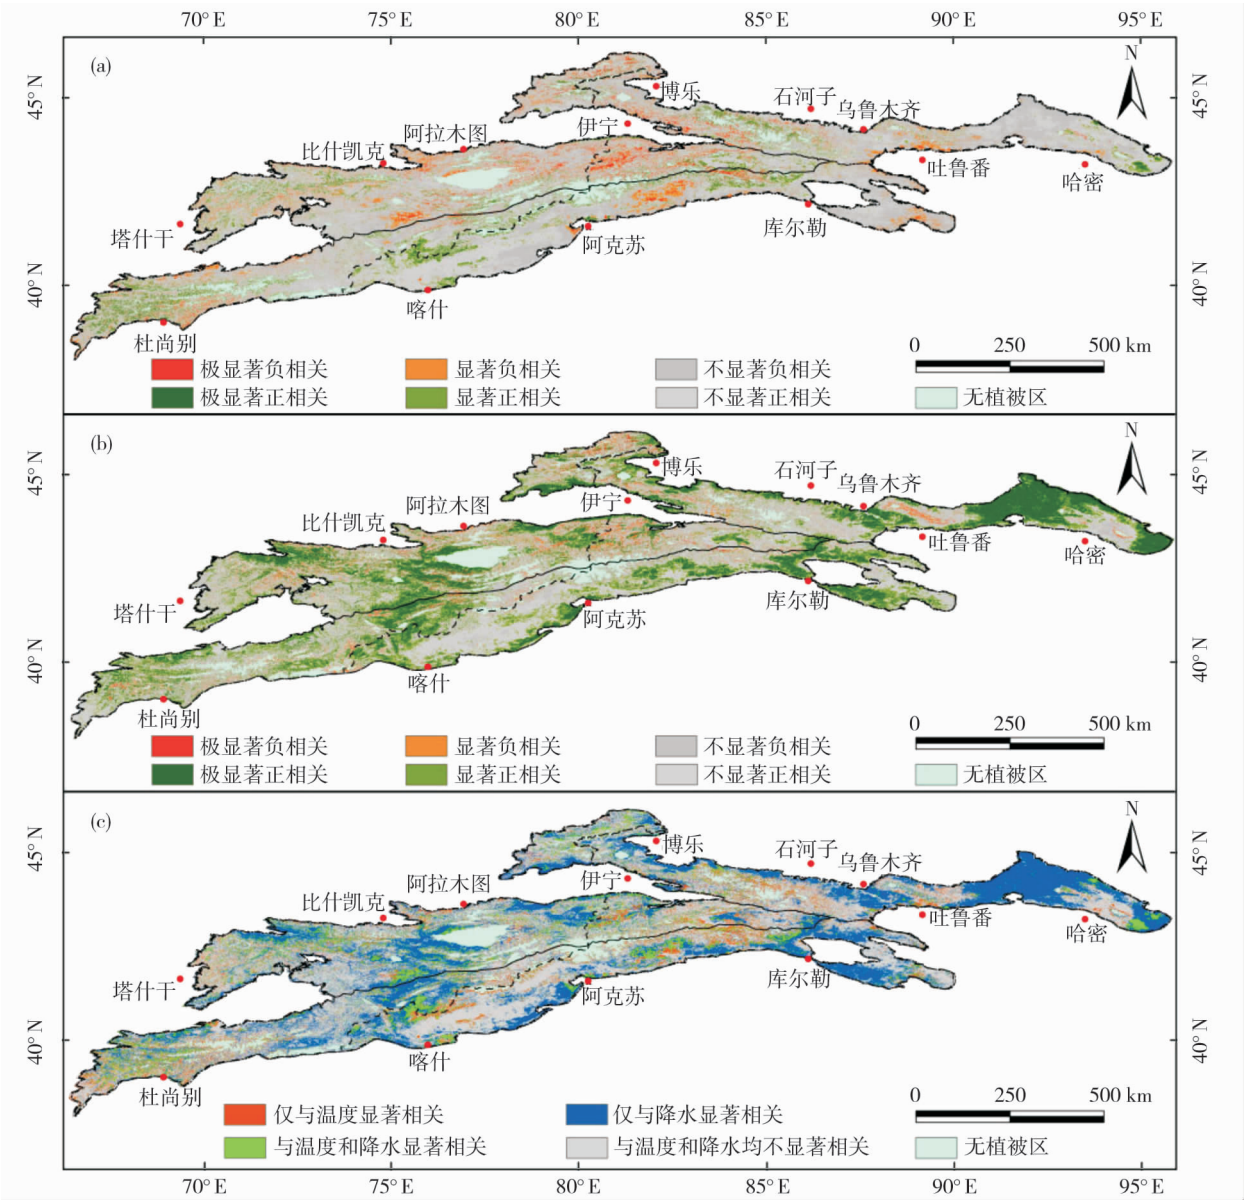 70°E 75°E 80°E 85°E 90°E 95°E
(a)
N
45°N
45°N
博乐
石河子
乌鲁木齐
伊宁
阿拉木图
比什凯克
吐鲁番
哈密
塔什干
库尔勒
阿克苏
40°N
40°N
喀什
杜尚别
0 250 500 km
极显著负相关 显著负相关 不显著负相关
极显著正相关 显著正相关 不显著正相关 无植被区
(b)
N
45°N
45°N
博乐
石河子
乌鲁木齐
伊宁
阿拉木图
比什凯克
吐鲁番
哈密
塔什干
库尔勒
阿克苏
40°N
40°N
喀什
杜尚别
0 250 500 km
极显著负相关 显著负相关 不显著负相关
极显著正相关 显著正相关 不显著正相关 无植被区
(c)
N
45°N
45°N
博乐
石河子
乌鲁木齐
伊宁
阿拉木图
比什凯克
吐鲁番
哈密
塔什干
库尔勒
阿克苏
40°N
40°N
喀什
杜尚别
0 250 500 km
仅与温度显著相关 仅与降水显著相关
与温度和降水显著相关 与温度和降水均不显著相关 无植被区
70°E 75°E 80°E 85°E 90°E 95°E